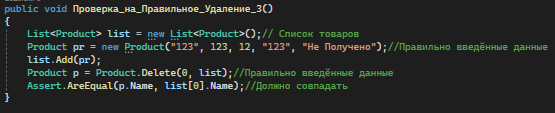 public void Проверка_на_Правильное_Удаление_3()
{
List<Product> list = new List<Product>();// Список товаров
Product pr = new Product("123", 123, 12, "123", "Не Получено");//Правильно введённые данные
list.Add(pr);
Product p = Product.Delete(0, list);//Правильно введённые данные
Assert.AreEqual(p.Name, list[0].Name);//Должно совпадать
}